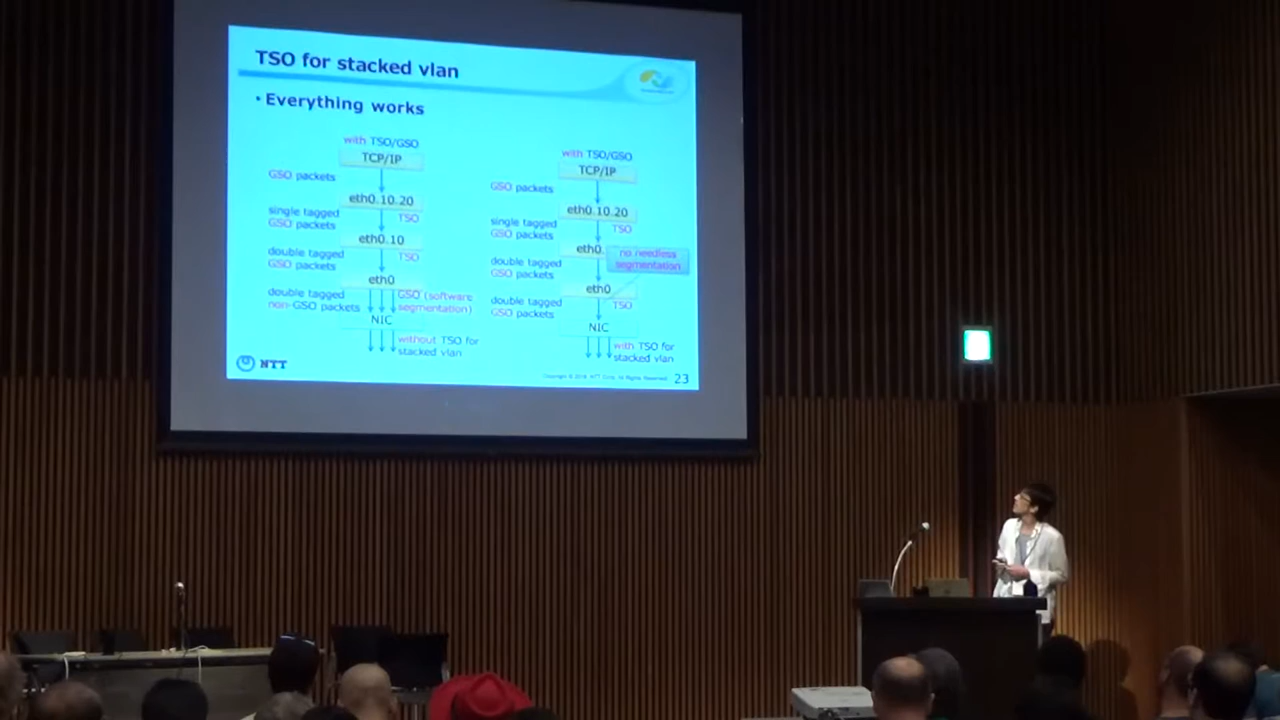 TSO for stacked vlan
• Everything works
with TSO/GSO
TCP/IP
GSO packets
eth0.10.20
single tagged
GSO packets
TSO
eth0.10
double tagged
GSO packets
TSO
eth0
double tagged
non-GSO packets
GSO (software
segmentation)
NIC
without TSO for
stacked vlan
with TSO/GSO
TCP/IP
GSO packets
eth0.10.20
single tagged
GSO packets
TSO
eth0.
no needless
segmentation
double tagged
GSO packets
eth0
double tagged
GSO packets
TSO
NIC
with TSO for
stacked vlan
NTT
23